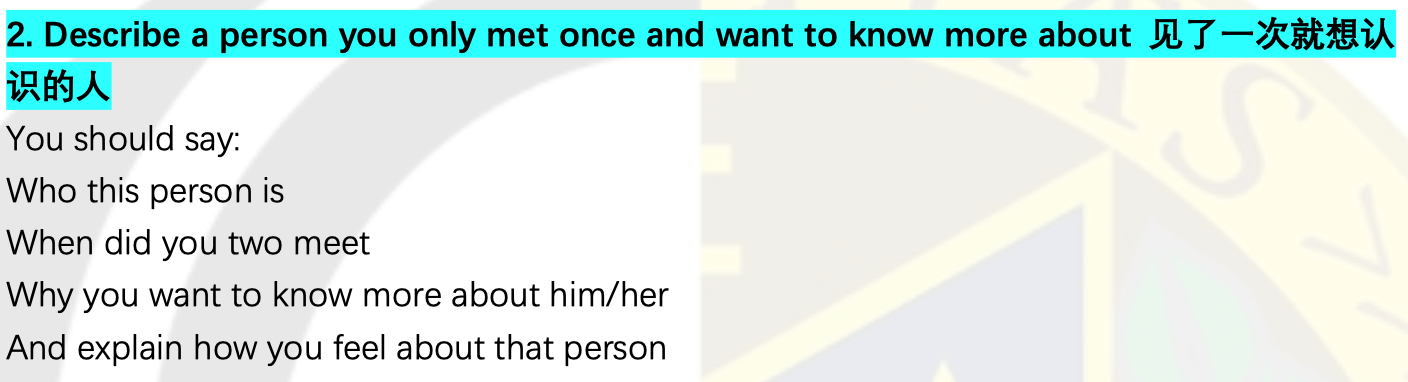 2. Describe a person you only met once and want to know more about 见了一次就想认
识的人
You should say:
Who this person is
When did you two meet
Why you want to know more about him/her
And explain how you feel about that person